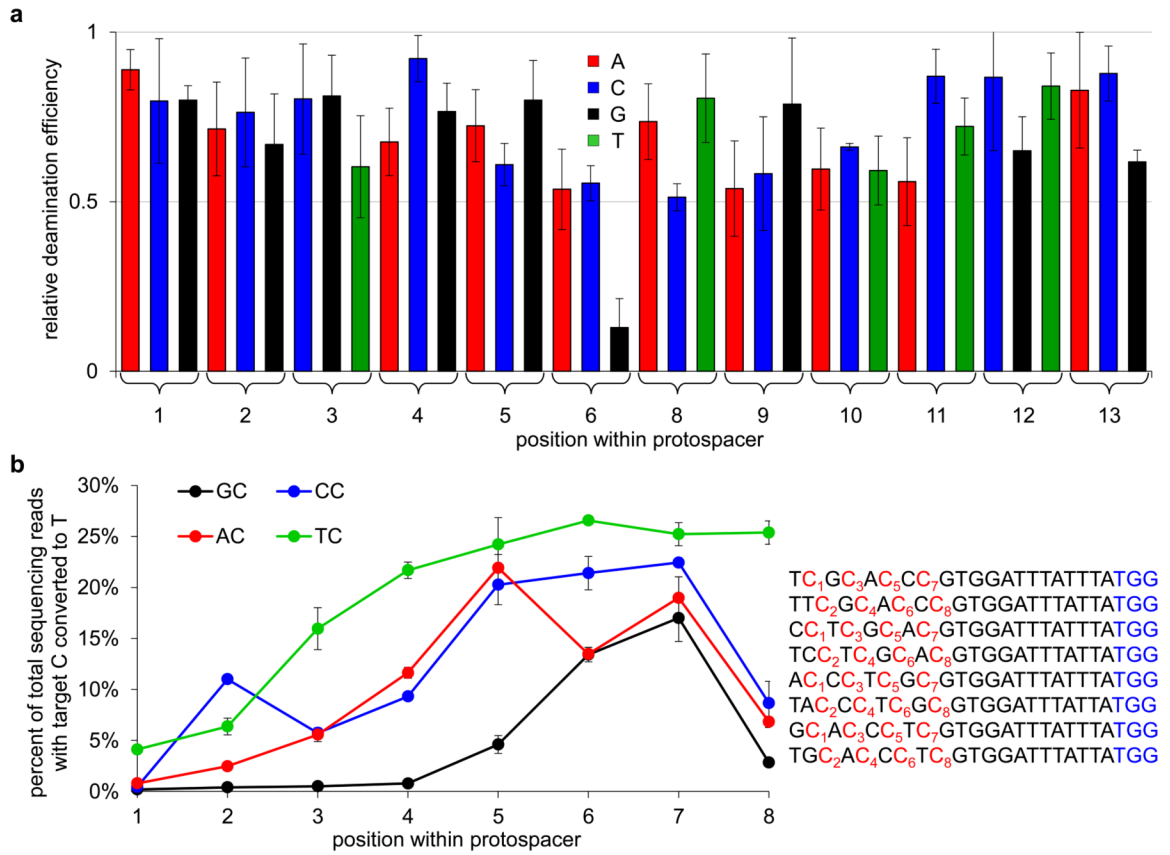 a
1
0.5
0
relative deamination efficiency
A
C
G
T
1 2 3 4 5 6 8 9 10 11 12 13
position within protospacer
b
30%
25%
20%
15%
10%
5%
0%
percent of total sequencing reads
with target C converted to T
GC CC
AC TC
1 2 3 4 5 6 7 8
position within protospacer
TC₁GC₃AC₅CC₇GTGGATTTATTTATGG
TTC₂GC₄AC₆CC₈GTGGATTTATTATGG
CC₁TC₃GC₅AC₇GTGGATTTATTTATGG
TCC₂TC₄GC₆AC₈GTGGATTTATTATGG
AC₁CC₃TC₅GC₇GTGGATTTATTTATGG
TAC₂CC₄TC₆GC₈GTGGATTTATTATGG
GC₁AC₃CC₅TC₇GTGGATTTATTTATGG
TGC₂AC₄CC₆TC₈GTGGATTTATTATGG